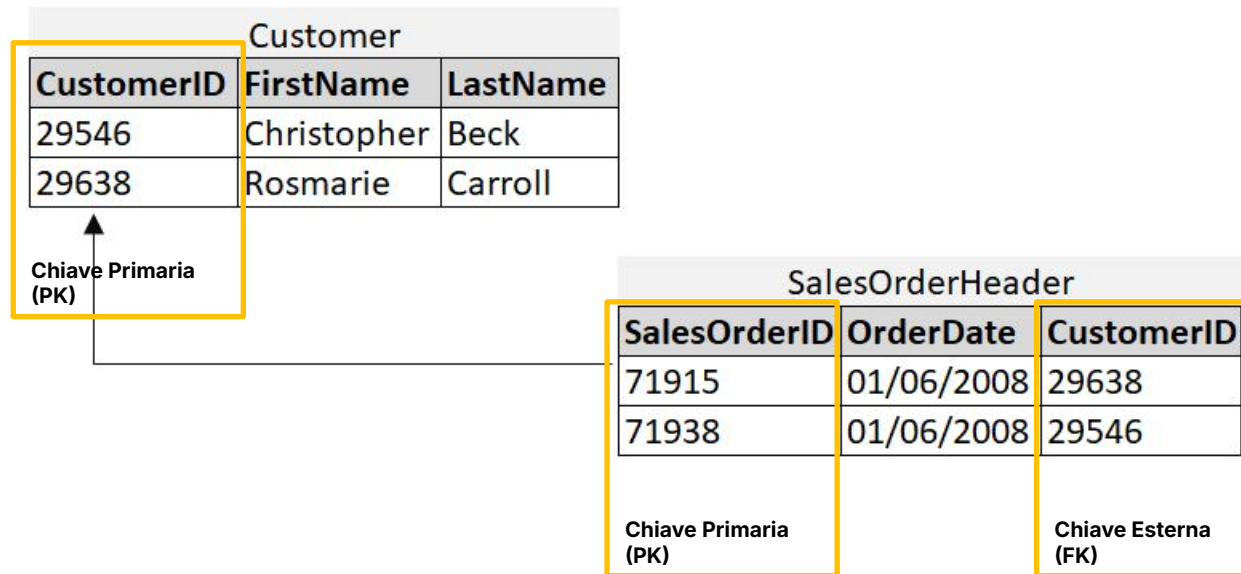 Customer
CustomerID FirstName LastName
29546 Christopher Beck
29638 Rosmarie Carroll
Chiave Primaria
(PK)
SalesOrderHeader
SalesOrderID OrderDate CustomerID
71915 01/06/2008 29638
71938 01/06/2008 29546
Chiave Primaria
(PK)
Chiave Esterna
(FK)